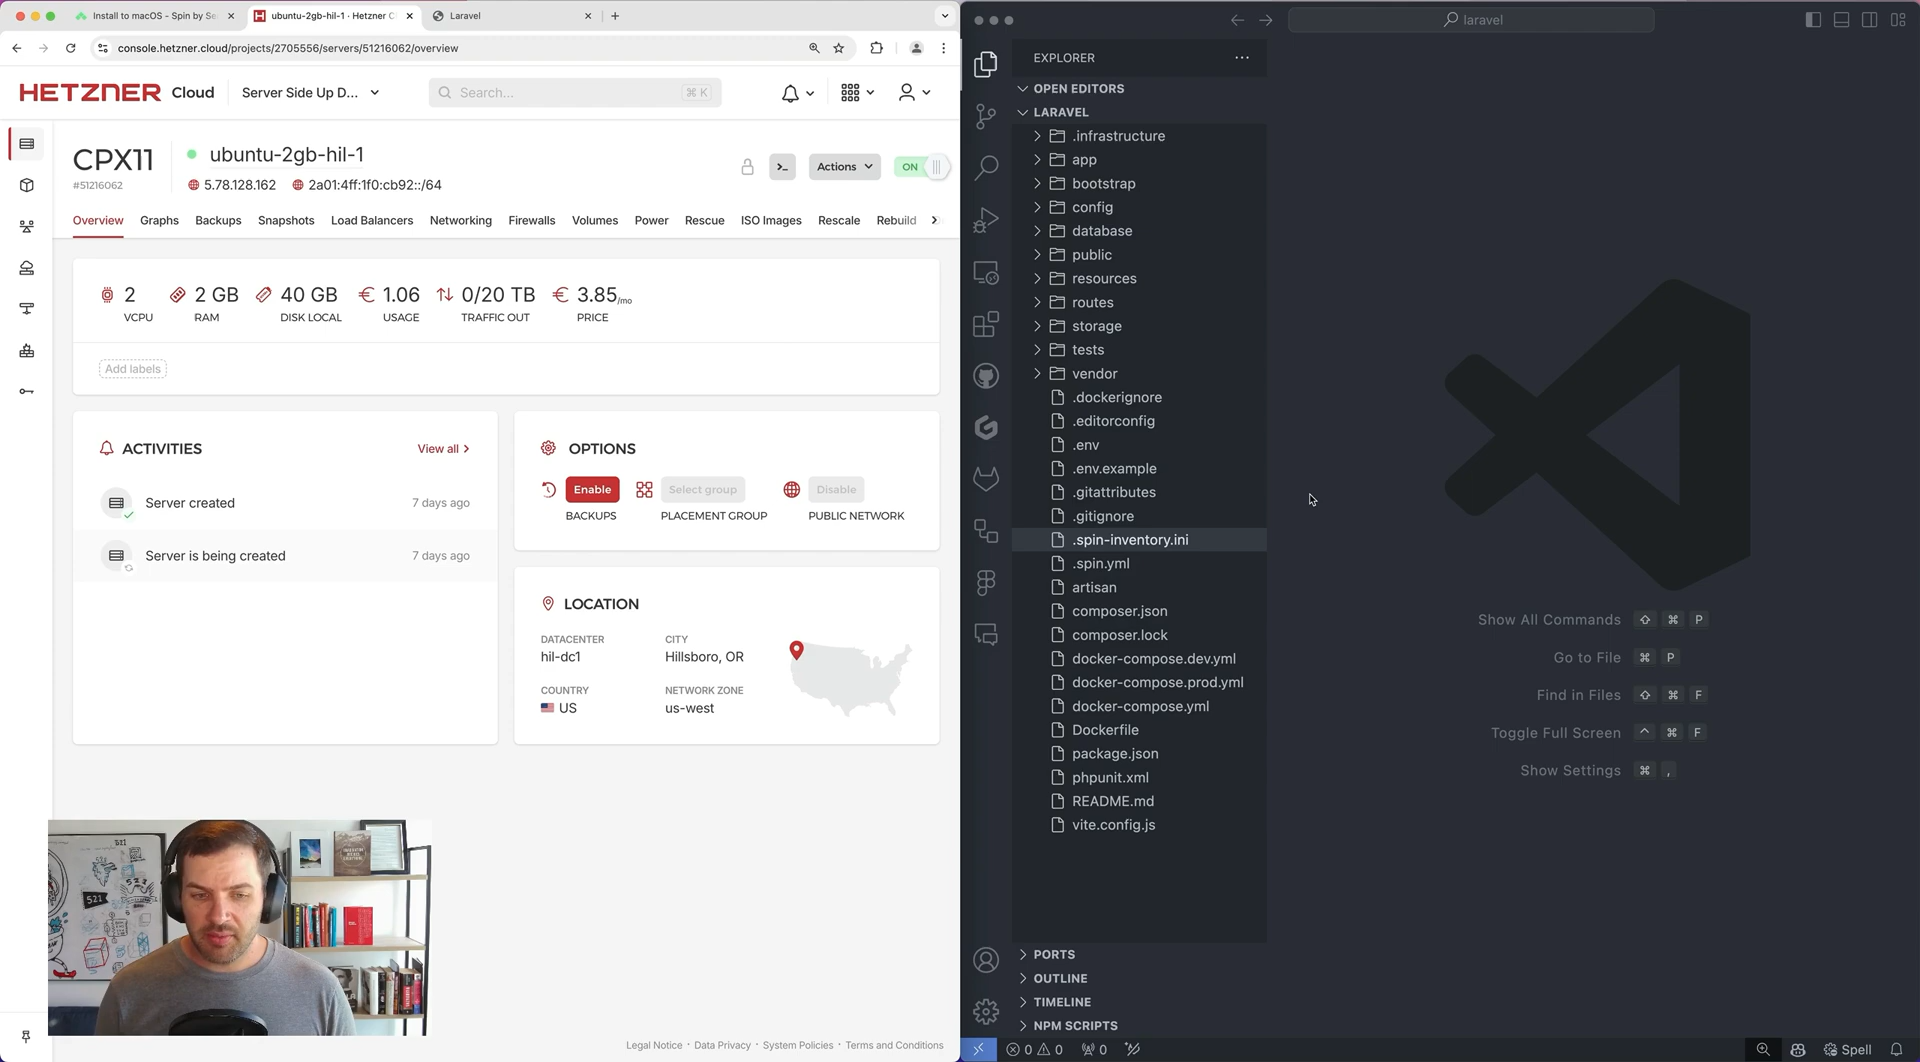 Install to macOS – Spin by Se
ubuntu-2gb-hil-1 · Hetzner C
Laravel
console.hetzner.cloud/projects/2705556/servers/51216062/overview
HETZNER Cloud
Server Side Up D...
Search...
⌘ K
CPX11
#51216062
ubuntu-2gb-hil-1
5.78.128.162
2a01:4ff:1f0:cb92::/64
Actions
ON
Overview
Graphs
Backups
Snapshots
Load Balancers
Networking
Firewalls
Volumes
Power
Rescue
ISO Images
Rescale
Rebuild
2
VCPU
2 GB
RAM
40 GB
DISK LOCAL
€ 1.06
USAGE
0/20 TB
TRAFFIC OUT
€ 3.85/mo
PRICE
Add labels
ACTIVITIES
View all
Server created
7 days ago
Server is being created
7 days ago
OPTIONS
Enable
BACKUPS
Select group
PLACEMENT GROUP
Disable
PUBLIC NETWORK
LOCATION
DATACENTER
hil-dc1
CITY
Hillsboro, OR
COUNTRY
US
NETWORK ZONE
us-west
Legal Notice · Data Privacy · System Policies · Terms and Conditions
laravel
EXPLORER
OPEN EDITORS
LARAVEL
.infrastructure
app
bootstrap
config
database
public
resources
routes
storage
tests
vendor
.dockerignore
.editorconfig
.env
.env.example
.gitattributes
.gitignore
.spin-inventory.ini
.spin.yml
artisan
composer.json
composer.lock
docker-compose.dev.yml
docker-compose.prod.yml
docker-compose.yml
Dockerfile
package.json
phpunit.xml
README.md
vite.config.js
PORTS
OUTLINE
TIMELINE
NPM SCRIPTS
Show All Commands ⇧ ⌘ P
Go to File ⌘ P
Find in Files ⇧ ⌘ F
Toggle Full Screen ^ ⌘ F
Show Settings ⌘ ,
0 0
0
Spell